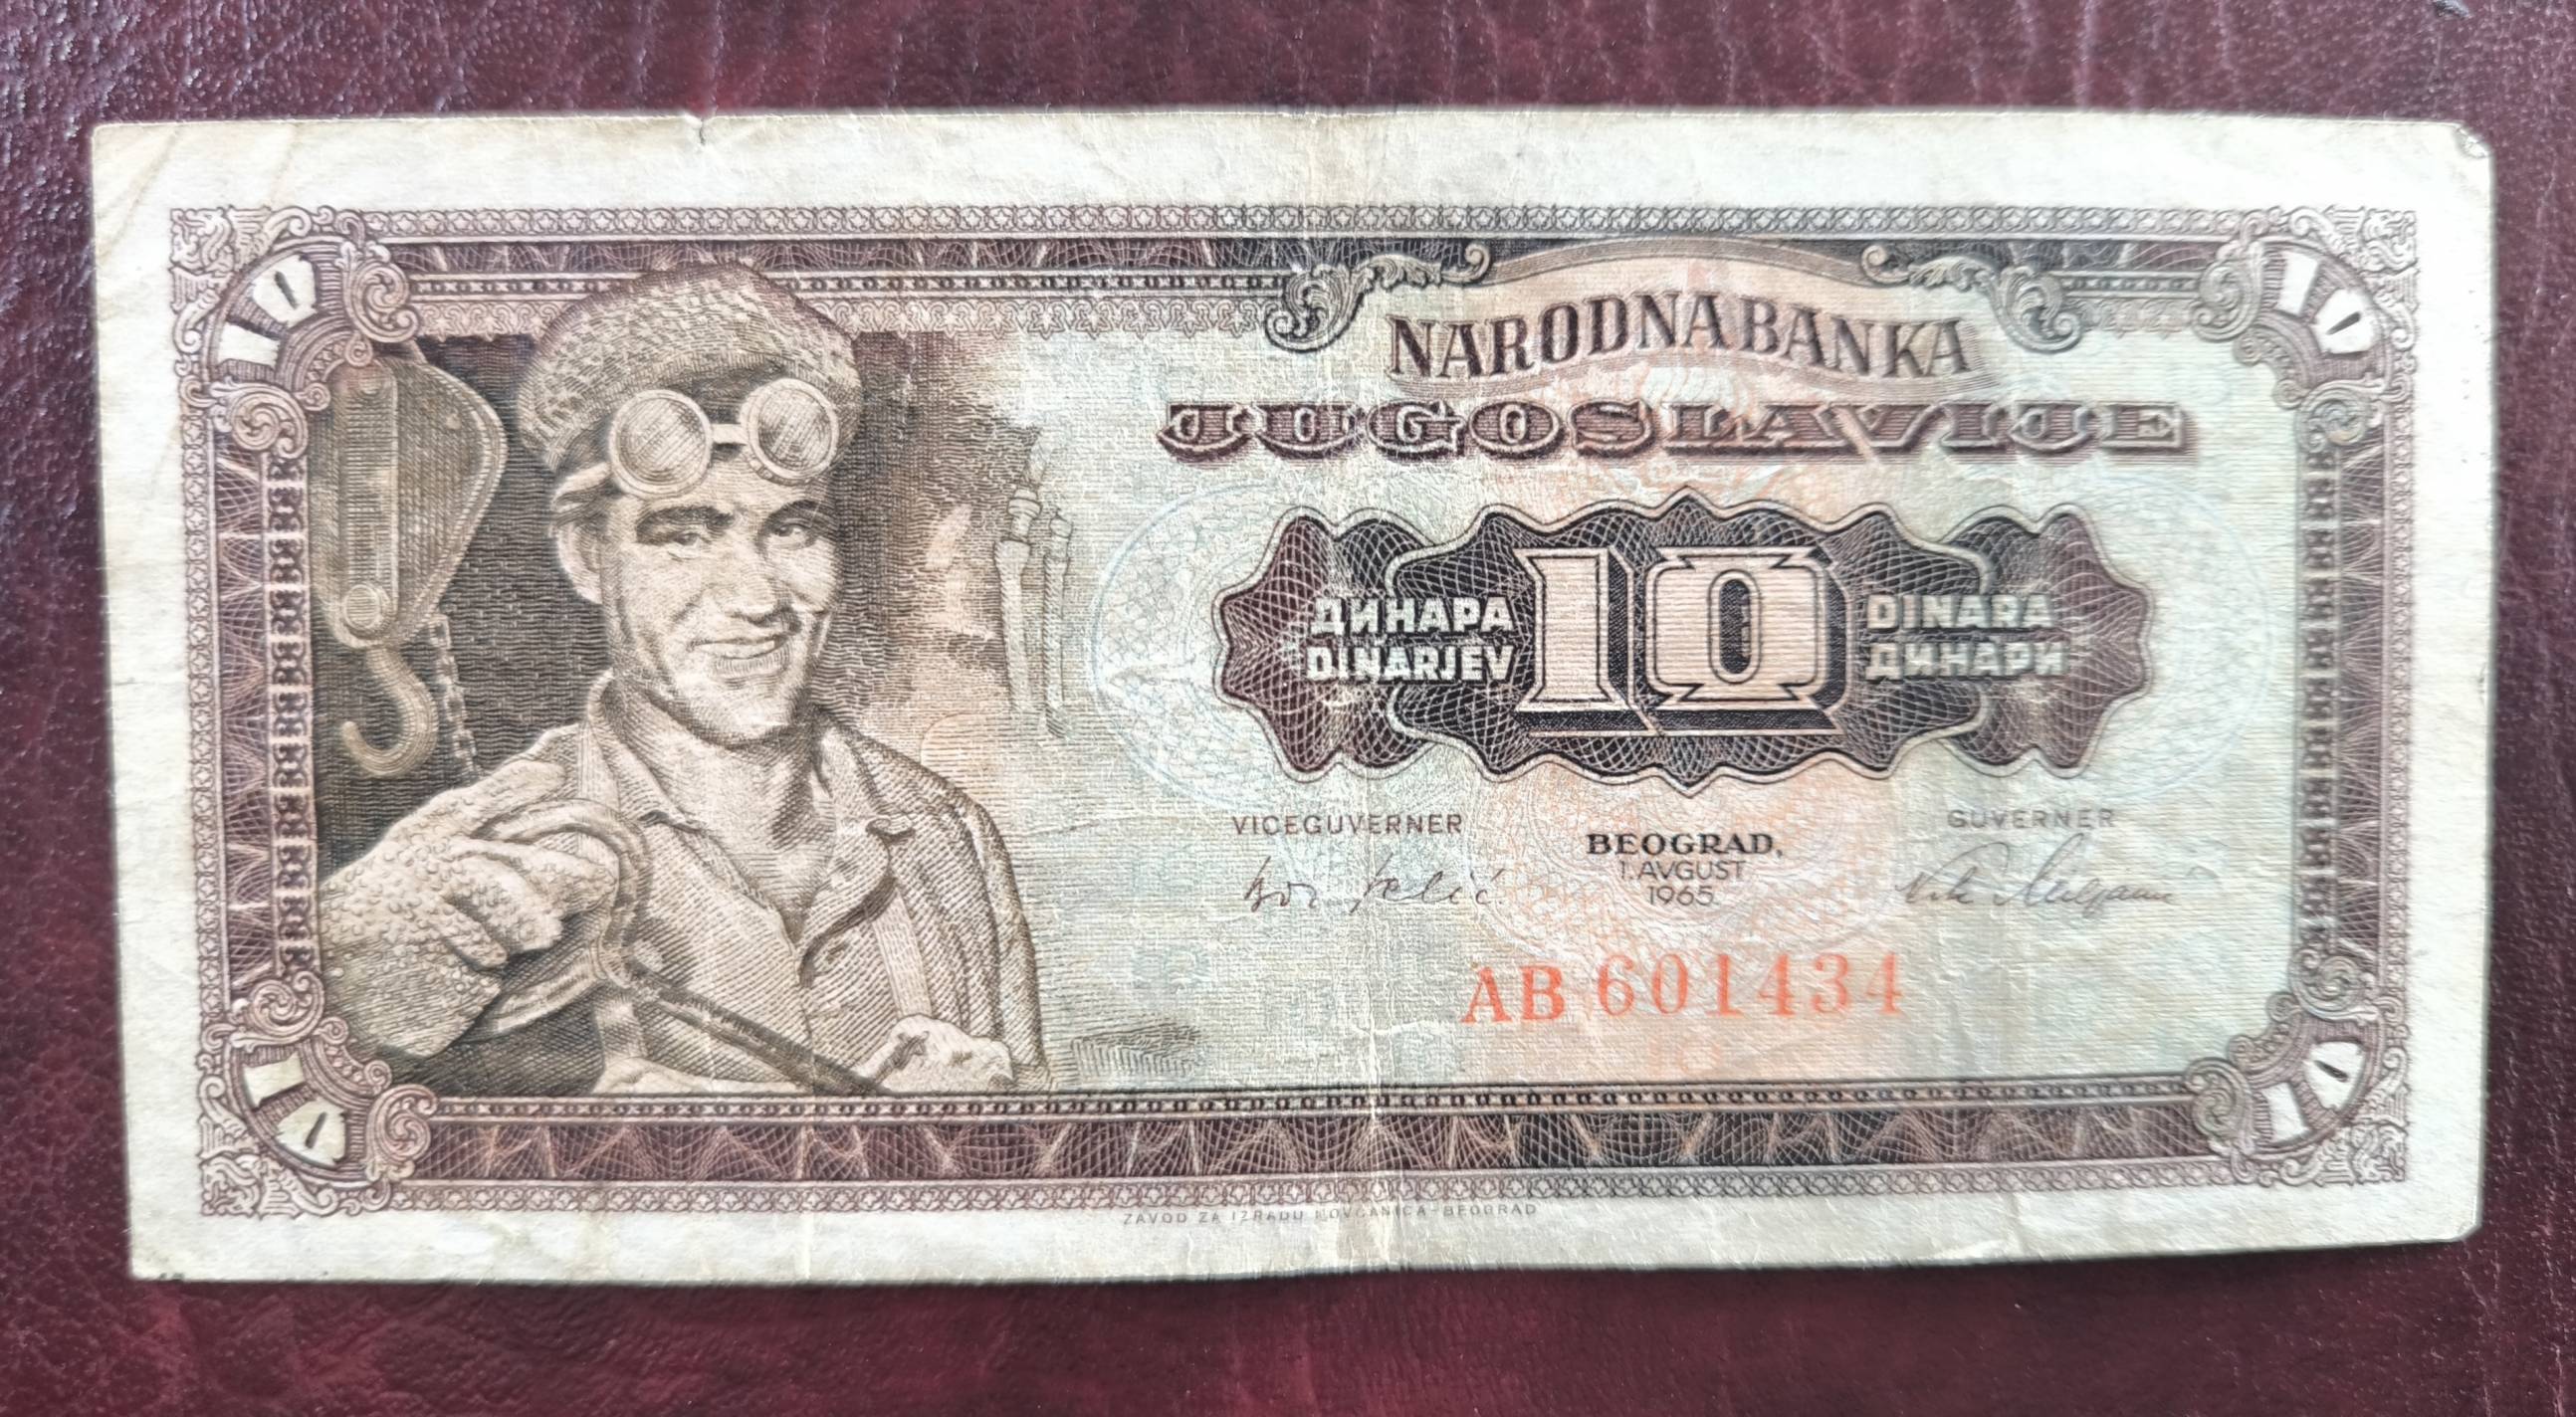 NARODNA BANKA
JUGOSLAVIJE
ДИНАРА 10 DINARA
DINARJEV ДИНАРИ
VICEGUVERNER
GUVERNER
BEOGRAD,
1. AVGUST
1965
AB 601434
ZAVOD ZA IZRADU NOVČANICA-BEOGRAD